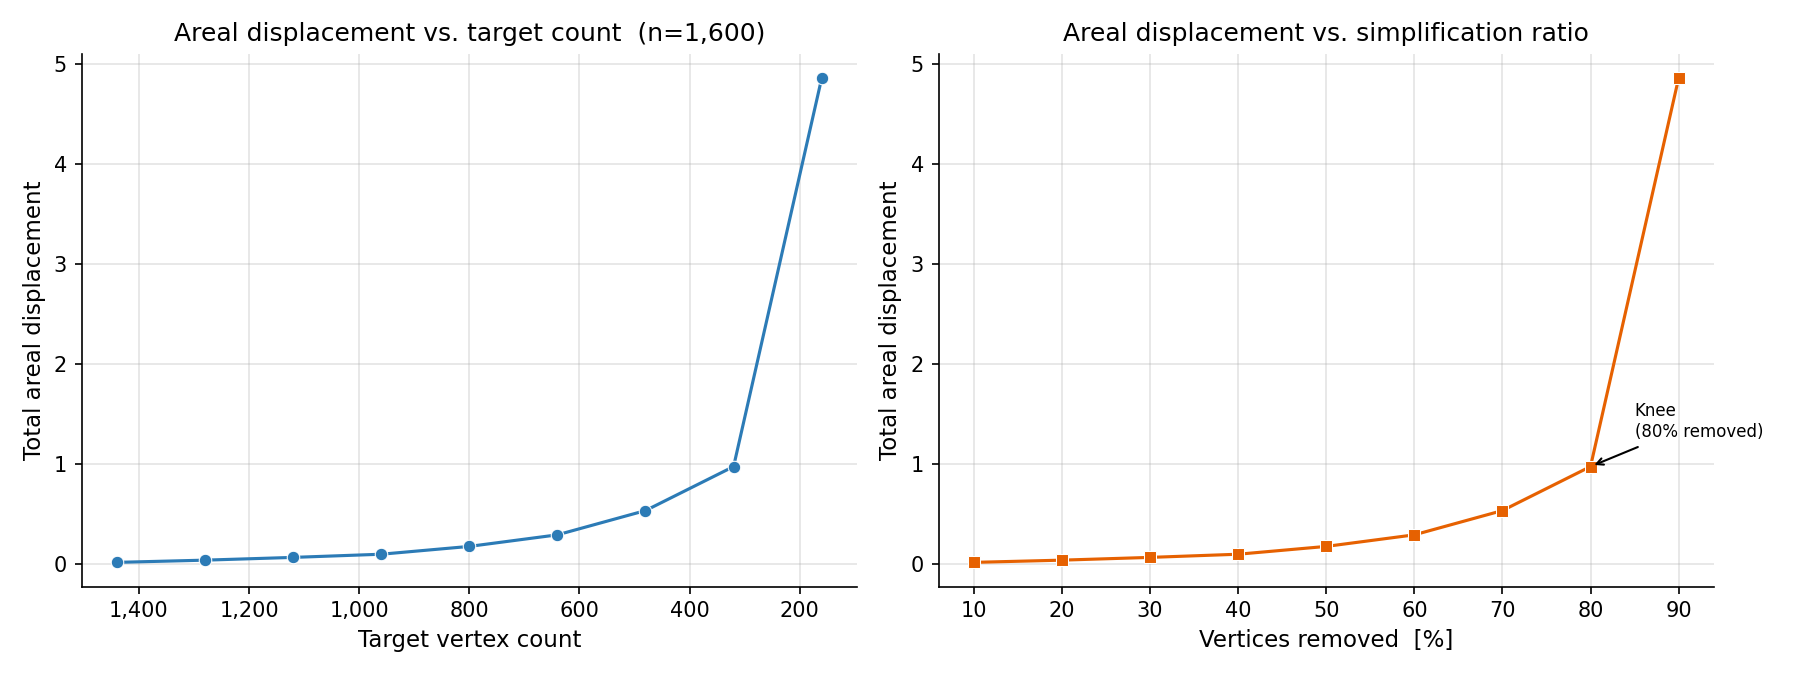 Areal displacement vs. target count  (n=1,600)
5
4
3
2
1
0
Total areal displacement
1,400 1,200 1,000 800 600 400 200
Target vertex count
Areal displacement vs. simplification ratio
5
4
3
2
1
0
Total areal displacement
Knee
(80% removed)
10 20 30 40 50 60 70 80 90
Vertices removed  [%]